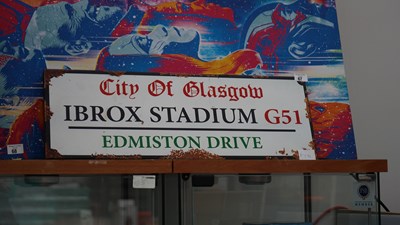 City Of Glasgow
IBROX STADIUM G51
EDMISTON DRIVE